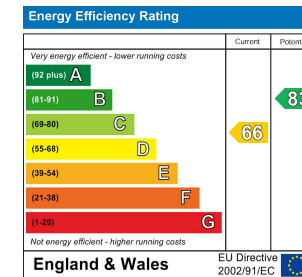 Energy Efficiency Rating
Current
Very energy efficient - lower running costs
(92 plus) A
(81-91) B
(69-80) C
(55-68) D
(39-54) E
(21-38) F
(1-20) G
66
Not energy efficient - higher running costs
England & Wales
EU Directive
2002/91/EC